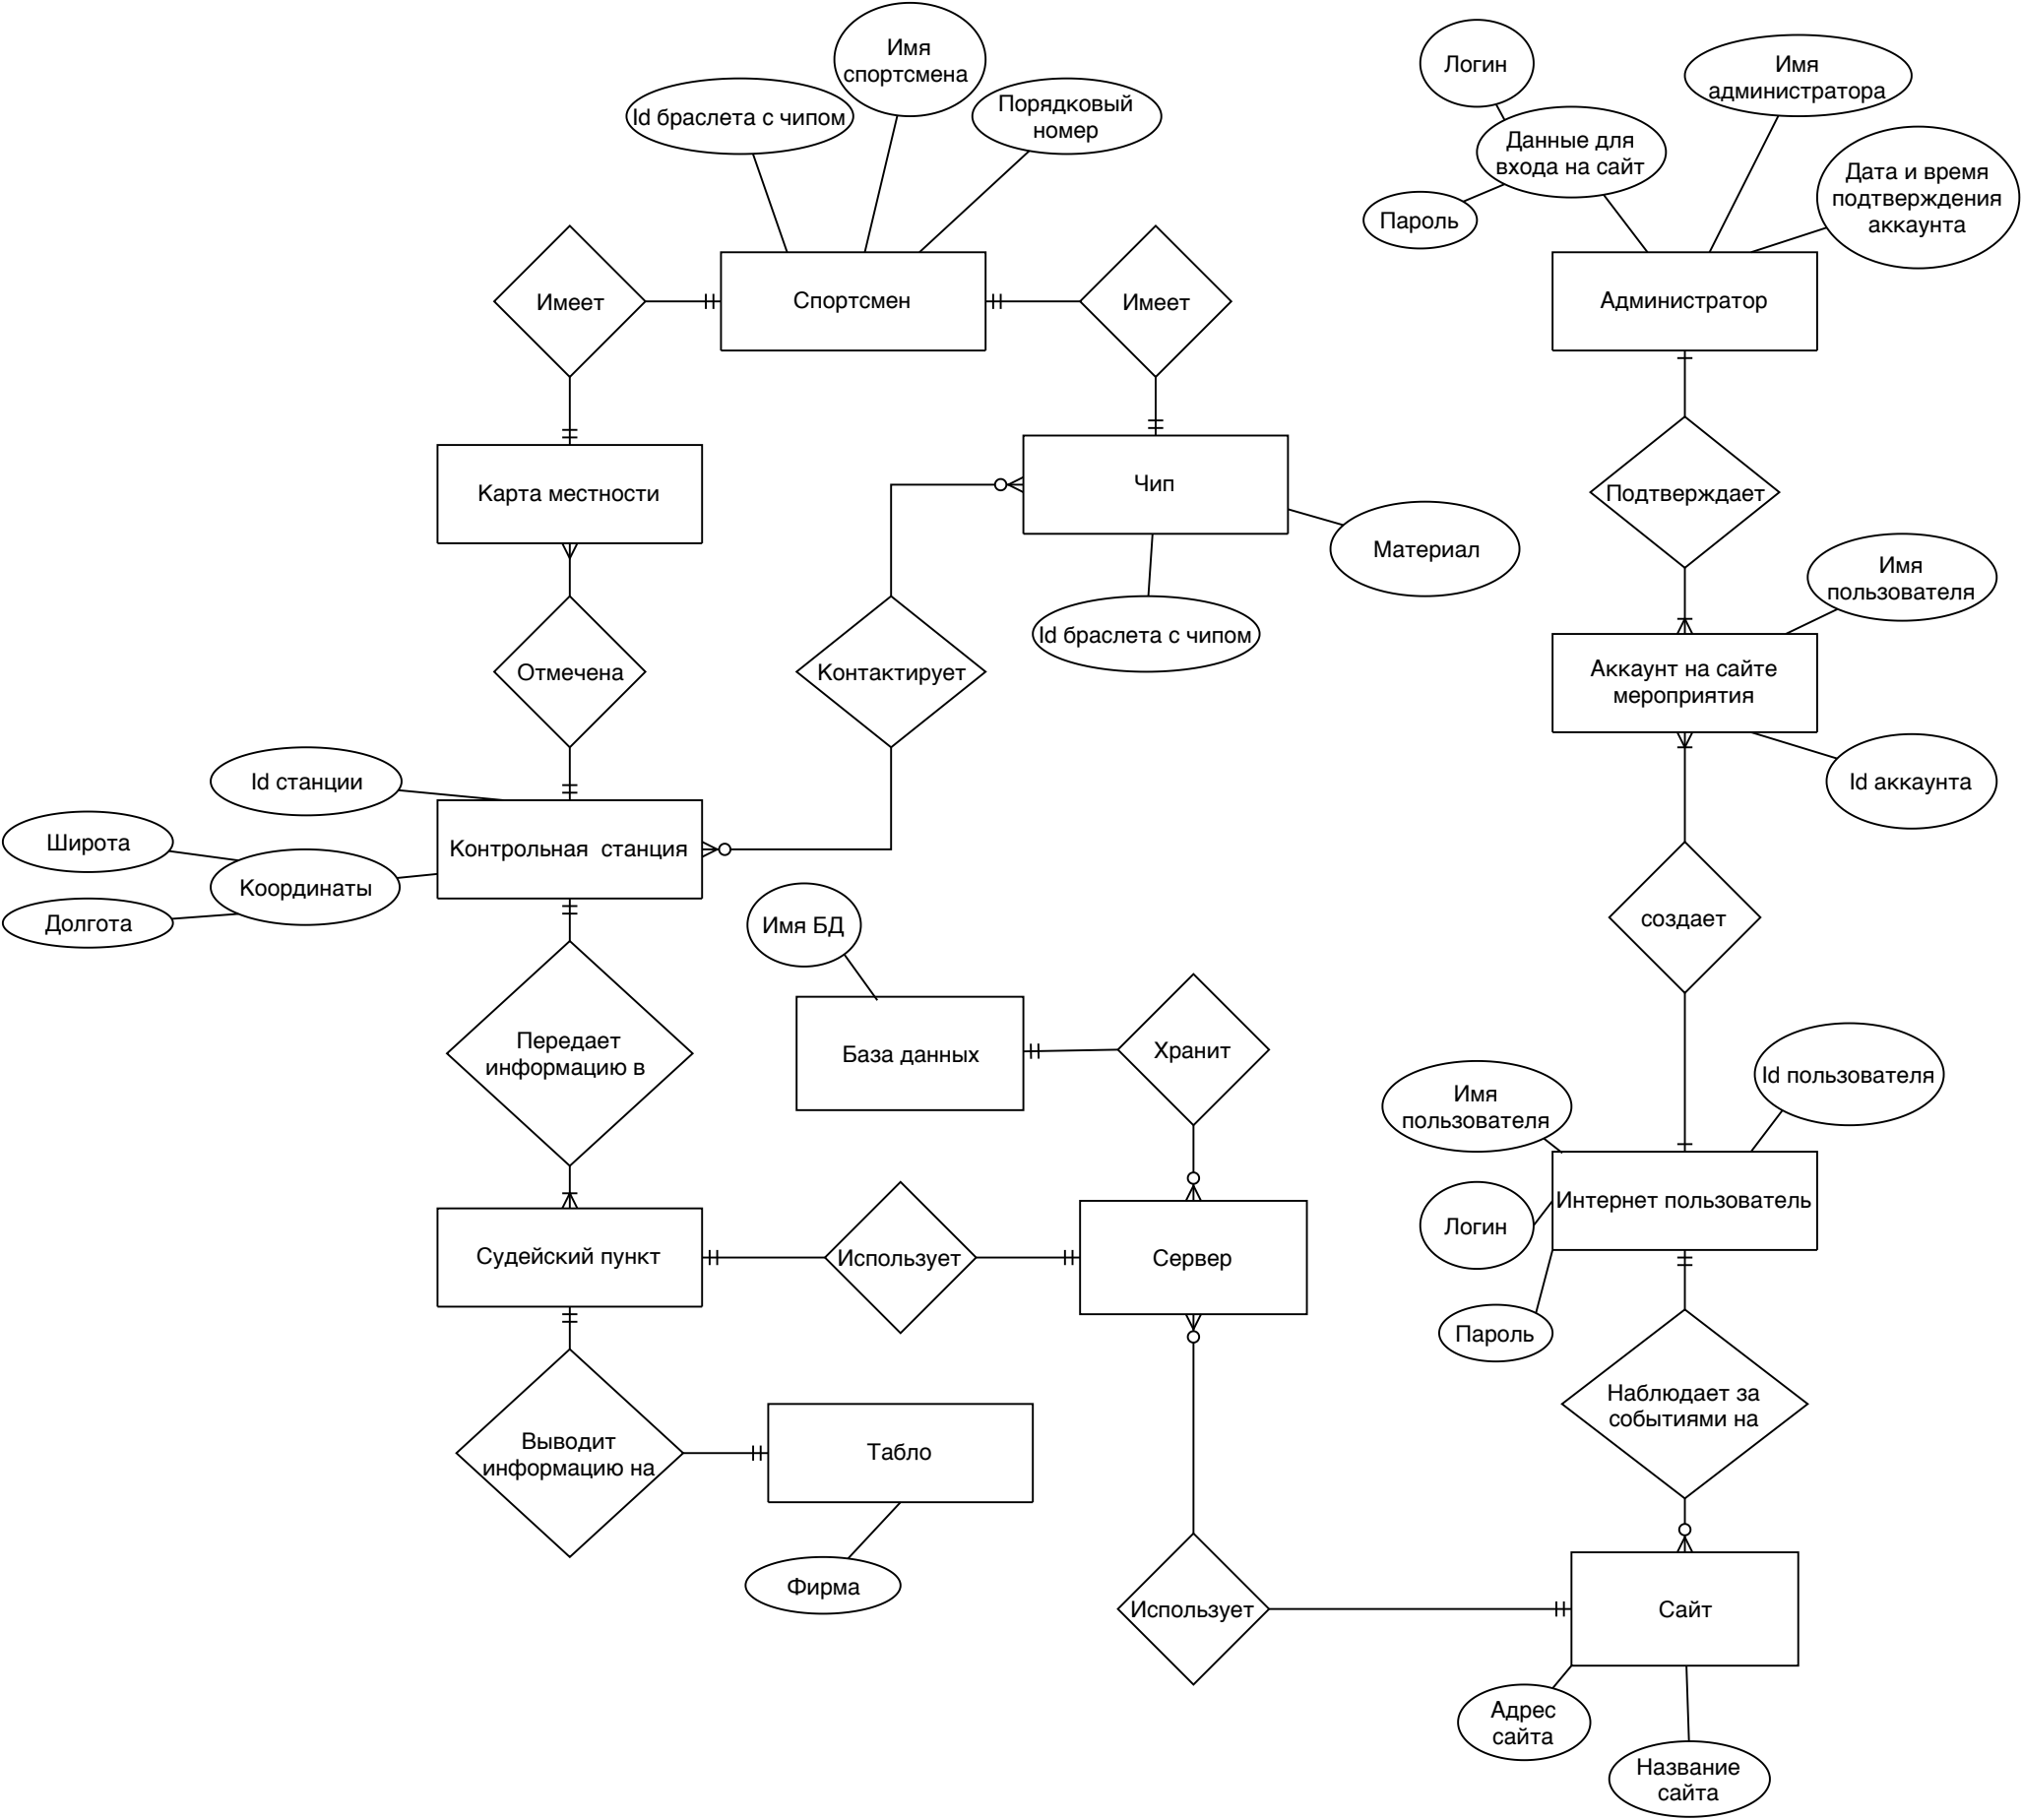 Имя
спортсмена
Id браслета с чипом
Порядковый
номер
Логин
Имя
администратора
Данные для
входа на сайт
Пароль
Дата и время
подтверждения
аккаунта
Имеет
Спортсмен
Имеет
Администратор
Карта местности
Чип
Подтверждает
Материал
Имя
пользователя
Id браслета с чипом
Отмечена
Контактирует
Аккаунт на сайте
мероприятия
Id станции
Id аккаунта
Широта
Контрольная  станция
Координаты
Долгота
Имя БД
создает
Передает
информацию в
База данных
Хранит
Id пользователя
Имя
пользователя
Интернет пользователь
Логин
Судейский пункт
Использует
Сервер
Пароль
Наблюдает за
событиями на
Выводит
информацию на
Табло
Фирма
Использует
Сайт
Адрес
сайта
Название
сайта